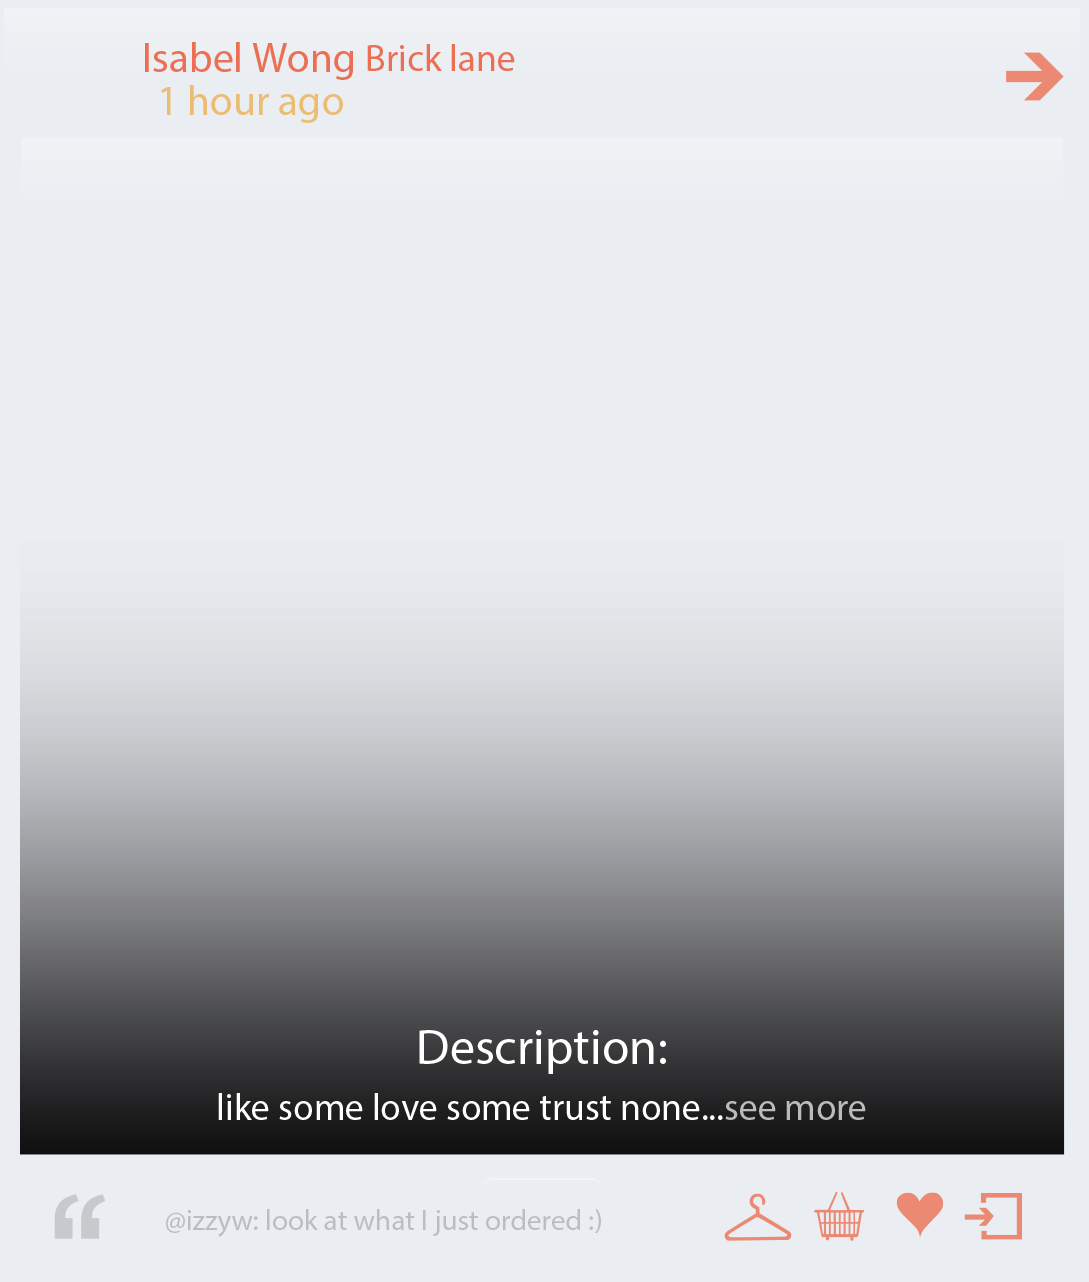 Isabel Wong Brick lane
1 hour ago
Description:
like some love some trust none...see more
@izzyw: look at what I just ordered :)